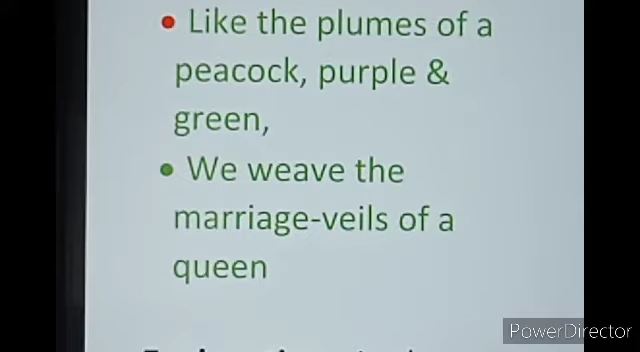 • Like the plumes of a
peacock, purple &
green,
• We weave the
marriage-veils of a
queen
PowerDirector